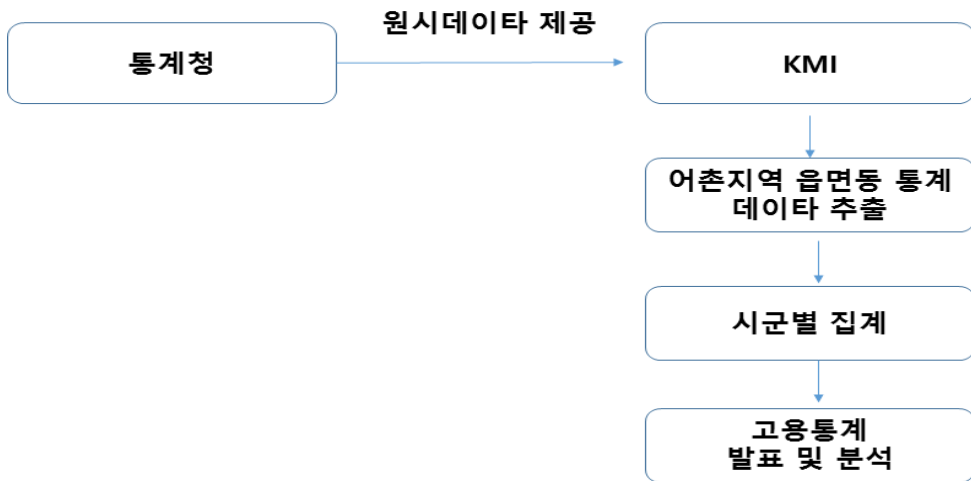 원시데이타 제공
통계청
KMI
어촌지역 읍면동 통계
데이타 추출
시군별 집계
고용통계
발표 및 분석